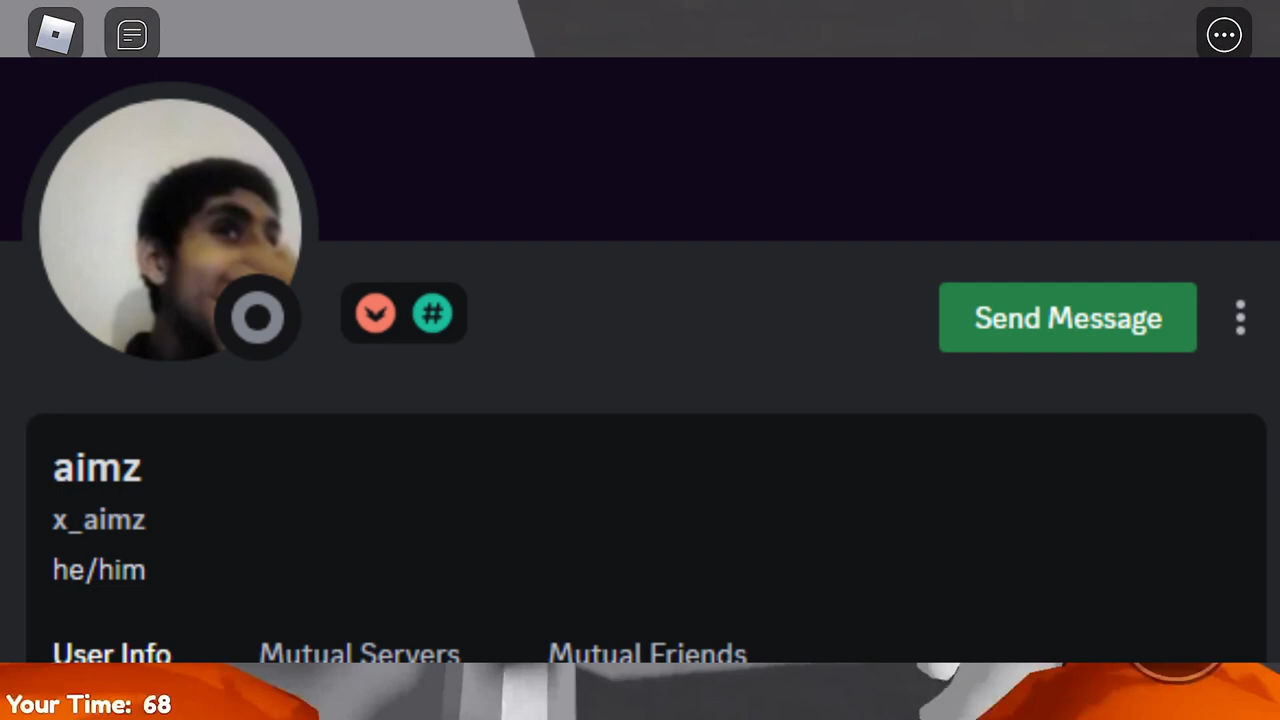 Send Message
aimz
x_aimz
he/him
User Info
Mutual Servers
Mutual Friends
Your Time: 68